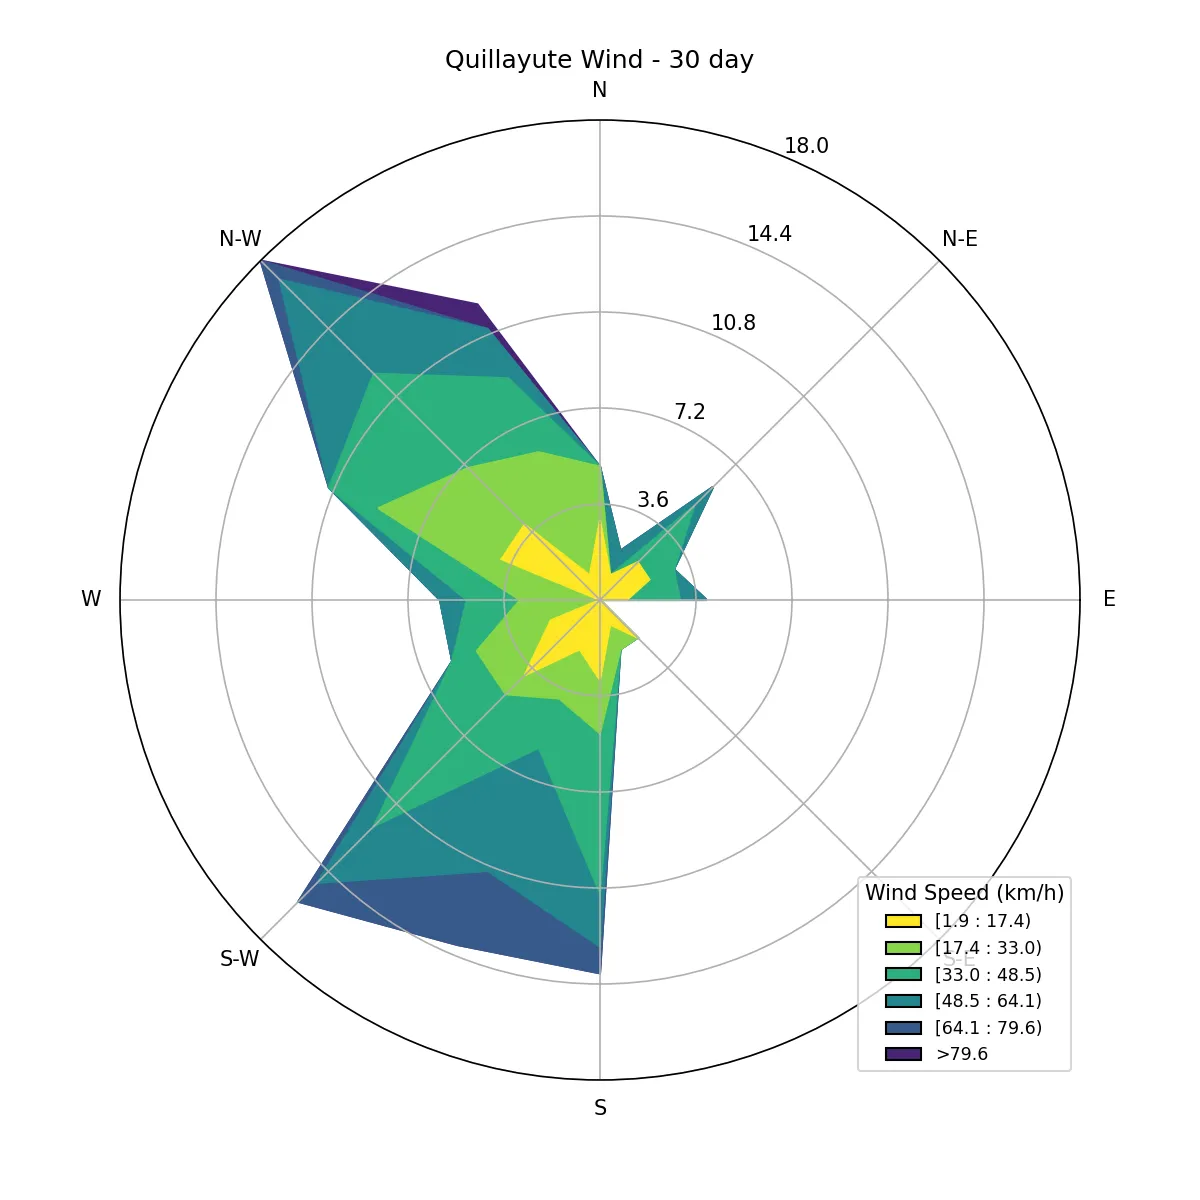 Quillayute Wind - 30 day
N
18.0
14.4
N-W
N-E
10.8
7.2
3.6
W
E
S-W
S-E
S
Wind Speed (km/h)
[1.9 : 17.4)
[17.4 : 33.0)
[33.0 : 48.5)
[48.5 : 64.1)
[64.1 : 79.6)
>79.6